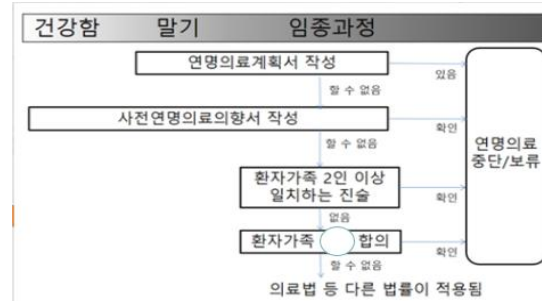 건강함 말기 임종과정
연명의료계획서 작성
있음
할 수 없음
사전연명의료의향서 작성
확인
할 수 없음
연명의료
중단/보류
환자가족 2인 이상
일치하는 진술
확인
없음
환자가족 합의
확인
할 수 없음
의료법 등 다른 법률이 적용됨